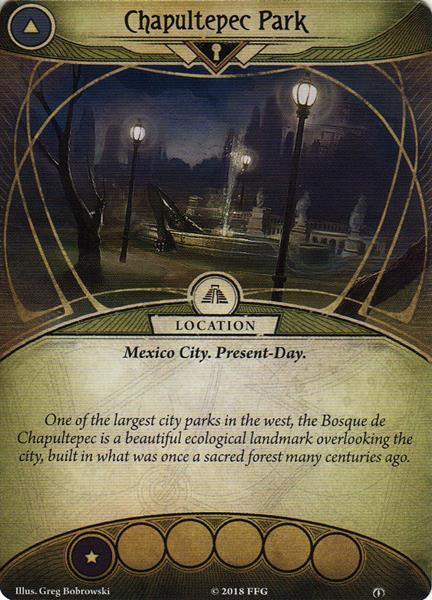 Chapultepec Park
LOCATION
Mexico City. Present-Day.
One of the largest city parks in the west, the Bosque de
Chapultepec is a beautiful ecological landmark overlooking the
city, built in what was once a sacred forest many centuries ago.
Illus. Greg Bobrowski
© 2018 FFG